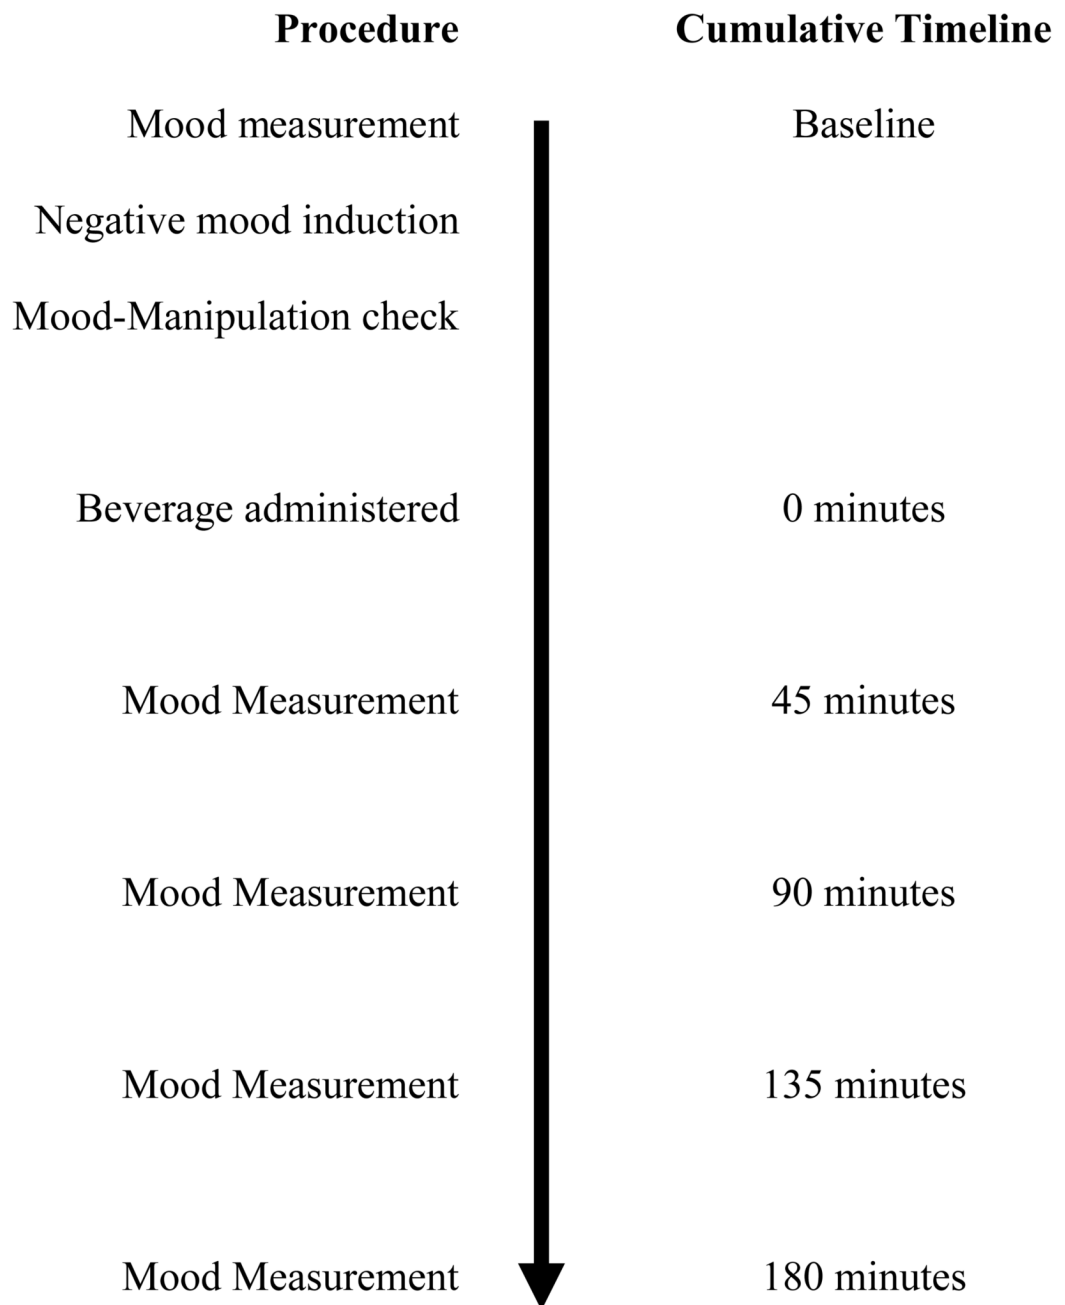 Procedure Cumulative Timeline
Mood measurement Baseline
Negative mood induction
Mood-Manipulation check
Beverage administered 0 minutes
Mood Measurement 45 minutes
Mood Measurement 90 minutes
Mood Measurement 135 minutes
Mood Measurement 180 minutes